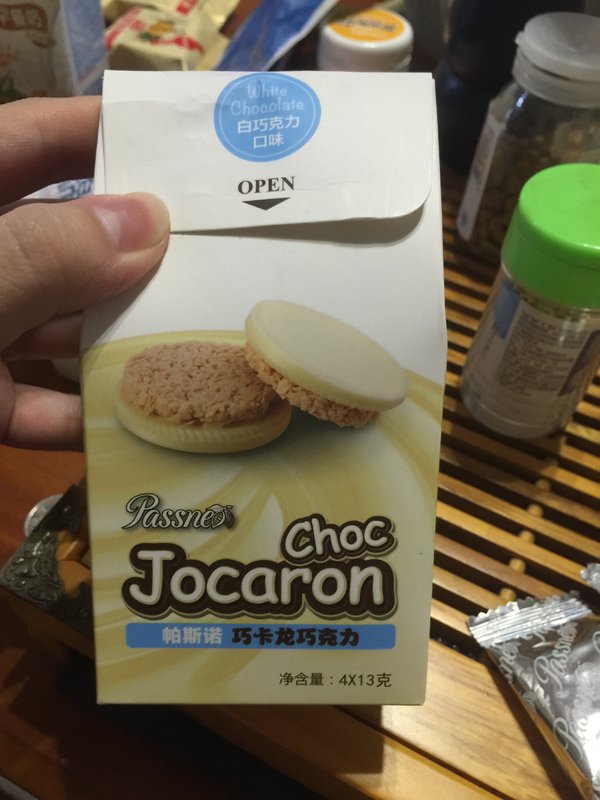 White
Chocolate
白巧克力
口味
OPEN
Passne
Choc
Jocaron
帕斯诺 巧卡龙巧克力
净含量：4X13克